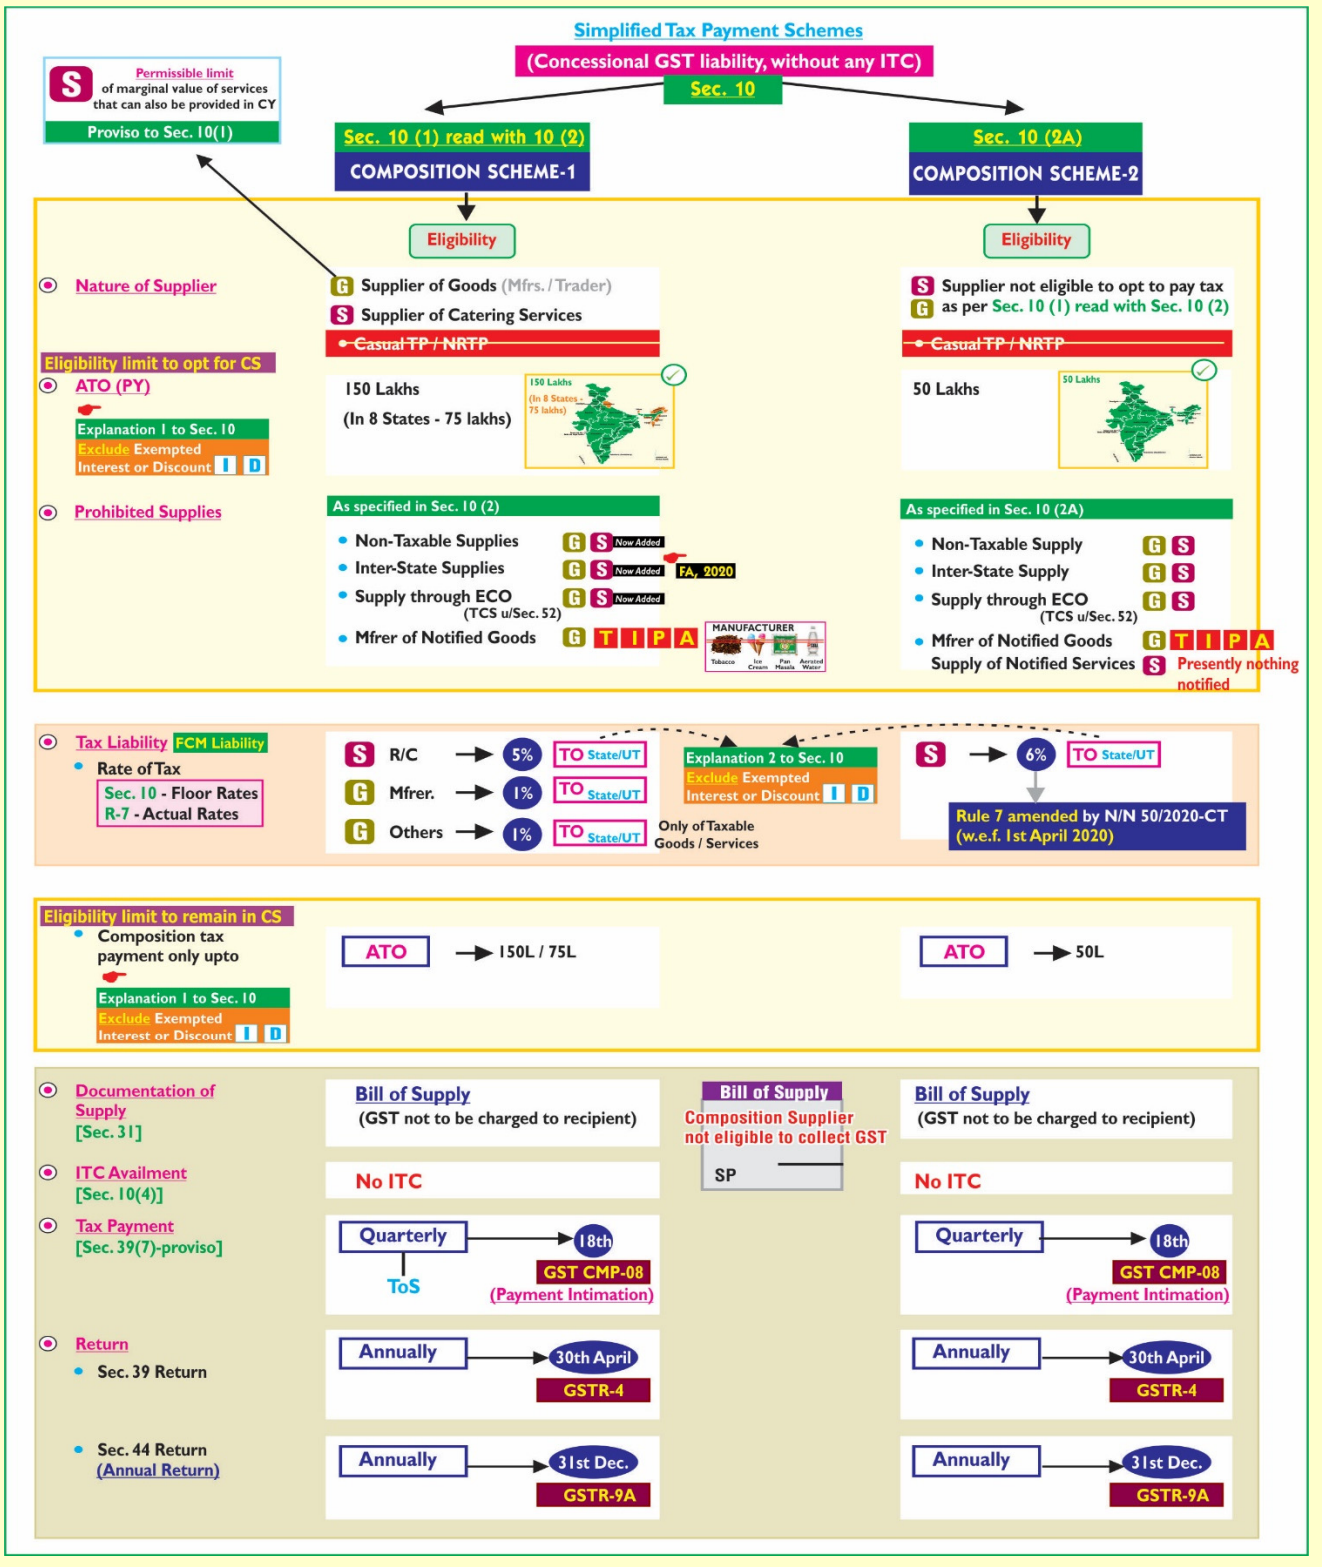 Simplified Tax Payment Schemes
(Concessional GST liability, without any ITC)
Sec. 10
S
Permissible limit
of marginal value of services
that can also be provided in CY
Proviso to Sec. 10(1)
Sec. 10 (1) read with 10 (2)
COMPOSITION SCHEME-1
Sec. 10 (2A)
COMPOSITION SCHEME-2
Eligibility
Eligibility
Nature of Supplier
G Supplier of Goods (Mfrs. / Trader)
S Supplier of Catering Services
Casual TP / NRTP
S Supplier not eligible to opt to pay tax
G as per Sec. 10 (1) read with Sec. 10 (2)
Casual TP / NRTP
Eligibility limit to opt for CS
ATO (PY)
Explanation 1 to Sec. 10
Exclude Exempted
Interest or Discount I D
150 Lakhs
(In 8 States - 75 lakhs)
150 Lakhs
(In 8 States -
75 lakhs)
50 Lakhs
50 Lakhs
Prohibited Supplies
As specified in Sec. 10 (2)
Non-Taxable Supplies G S Now Added
Inter-State Supplies G S Now Added FA, 2020
Supply through ECO G S Now Added
(TCS u/Sec. 52)
Mfrer of Notified Goods G T I P A
MANUFACTURER
Tobacco
Ice
Cream
Pan
Masala
Aerated
Water
As specified in Sec. 10 (2A)
Non-Taxable Supply G S
Inter-State Supply G S
Supply through ECO G S
(TCS u/Sec. 52)
Mfrer of Notified Goods G T I P A
Supply of Notified Services S Presently nothing
notified
Tax Liability FCM Liability
Rate of Tax
Sec. 10 - Floor Rates
R-7 - Actual Rates
S R/C 5% TO State/UT
G Mfrer. 1% TO State/UT
G Others 1% TO State/UT Only of Taxable
Goods / Services
Explanation 2 to Sec. 10
Exclude Exempted
Interest or Discount I D
S 6% TO State/UT
Rule 7 amended by N/N 50/2020-CT
(w.e.f. 1st April 2020)
Eligibility limit to remain in CS
Composition tax
payment only upto
Explanation 1 to Sec. 10
Exclude Exempted
Interest or Discount I D
ATO 150L / 75L
ATO 50L
Documentation of
Supply
[Sec. 31]
Bill of Supply
(GST not to be charged to recipient)
Bill of Supply
Composition Supplier
not eligible to collect GST
SP
Bill of Supply
(GST not to be charged to recipient)
ITC Availment
[Sec. 10(4)]
No ITC
No ITC
Tax Payment
[Sec. 39(7)-proviso]
Quarterly 18th
ToS
GST CMP-08
(Payment Intimation)
Quarterly 18th
GST CMP-08
(Payment Intimation)
Return
Sec. 39 Return
Annually 30th April
GSTR-4
Annually 30th April
GSTR-4
Sec. 44 Return
(Annual Return)
Annually 31st Dec.
GSTR-9A
Annually 31st Dec.
GSTR-9A